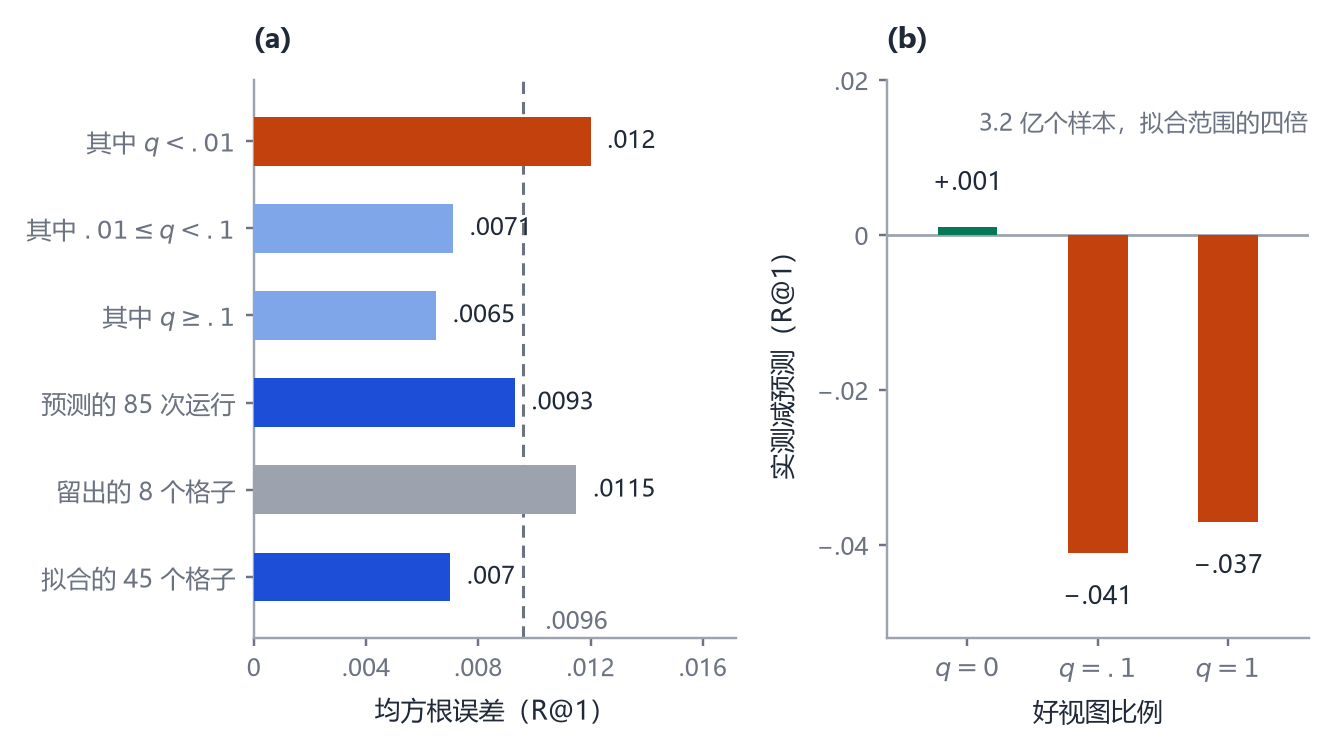 (a)
其中 q < .01
.012
其中 .01 ≤ q < .1
.0071
其中 q ≥ .1
.0065
预测的 85 次运行
.0093
留出的 8 个格子
.0115
拟合的 45 个格子
.007
.0096
0 .004 .008 .012 .016
均方根误差（R@1）
(b)
.02
3.2 亿个样本，拟合范围的四倍
+.001
0
实测减预测（R@1）
−.02
−.04
−.041
−.037
q = 0 q = .1 q = 1
好视图比例